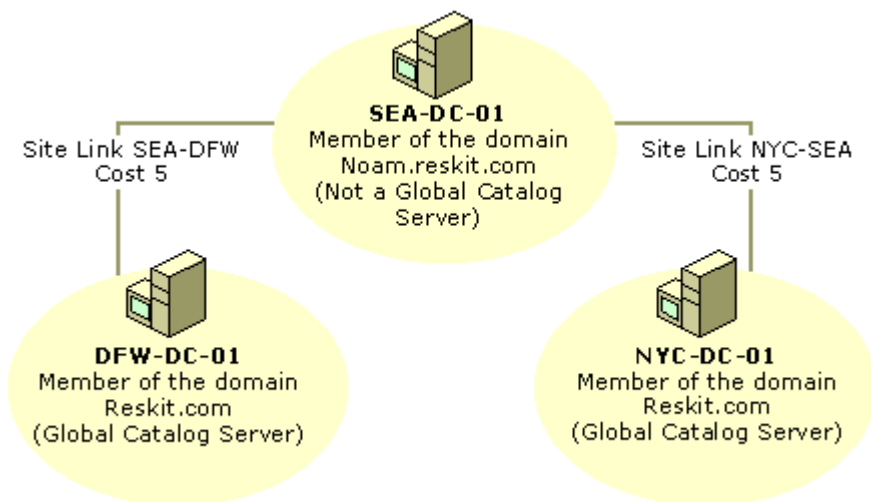 SEA-DC-01
Member of the domain
Noam.reskit.com
(Not a Global Catalog
Server)
Site Link SEA-DFW
Cost 5
Site Link NYC-SEA
Cost 5
DFW-DC-01
Member of the domain
Reskit.com
(Global Catalog Server)
NYC-DC-01
Member of the domain
Reskit.com
(Global Catalog Server)